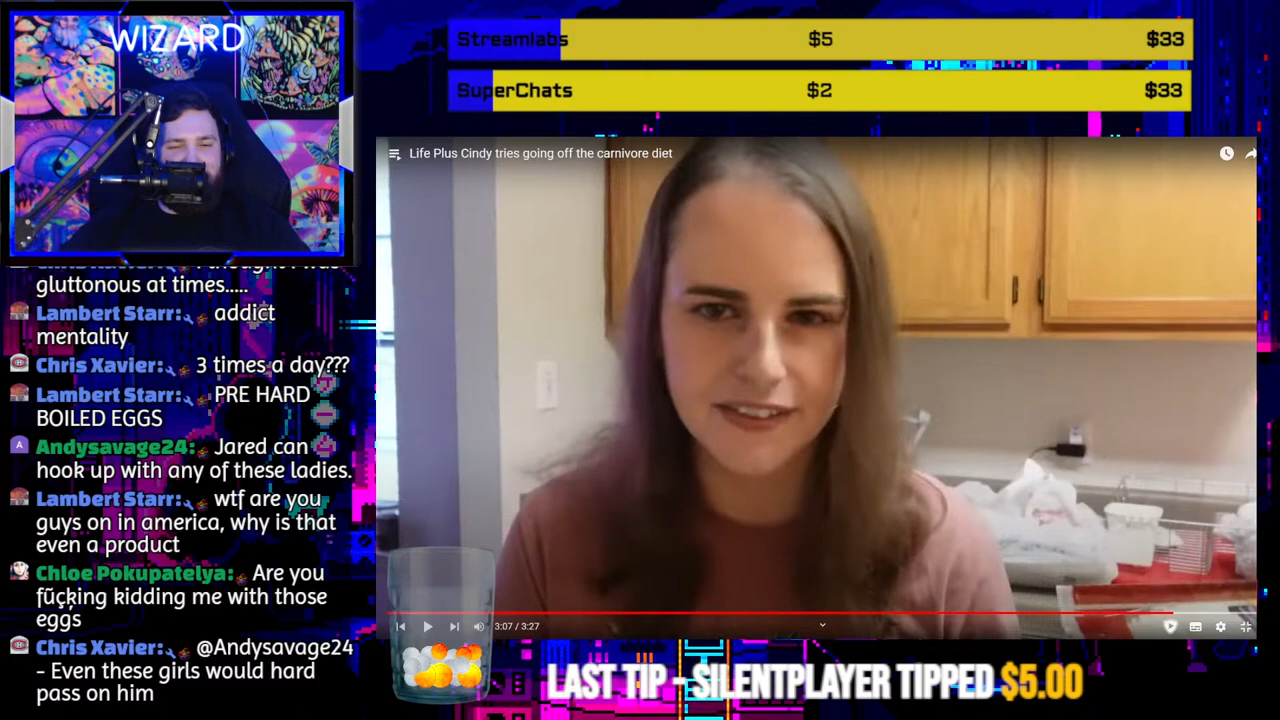 WIZARD
Streamlabs $5 $33
SuperChats $2 $33
Life Plus Cindy tries going off the carnivore diet
gluttonous at times.....
Lambert Starr: addict
mentality
Chris Xavier: 3 times a day???
Lambert Starr: PRE HARD
BOILED EGGS
A Andysavage24: Jared can
hook up with any of these ladies.
Lambert Starr: wtf are you
guys on in america, why is that
even a product
Chloe Pokupatelya: Are you
fūçķing kidding me with those
eggș
Chris Xavier: @Andysavage24
- Even these girls would hard
pass on him
3:07 / 3:27
LAST TIP - SILENTPLAYER TIPPED $5.00